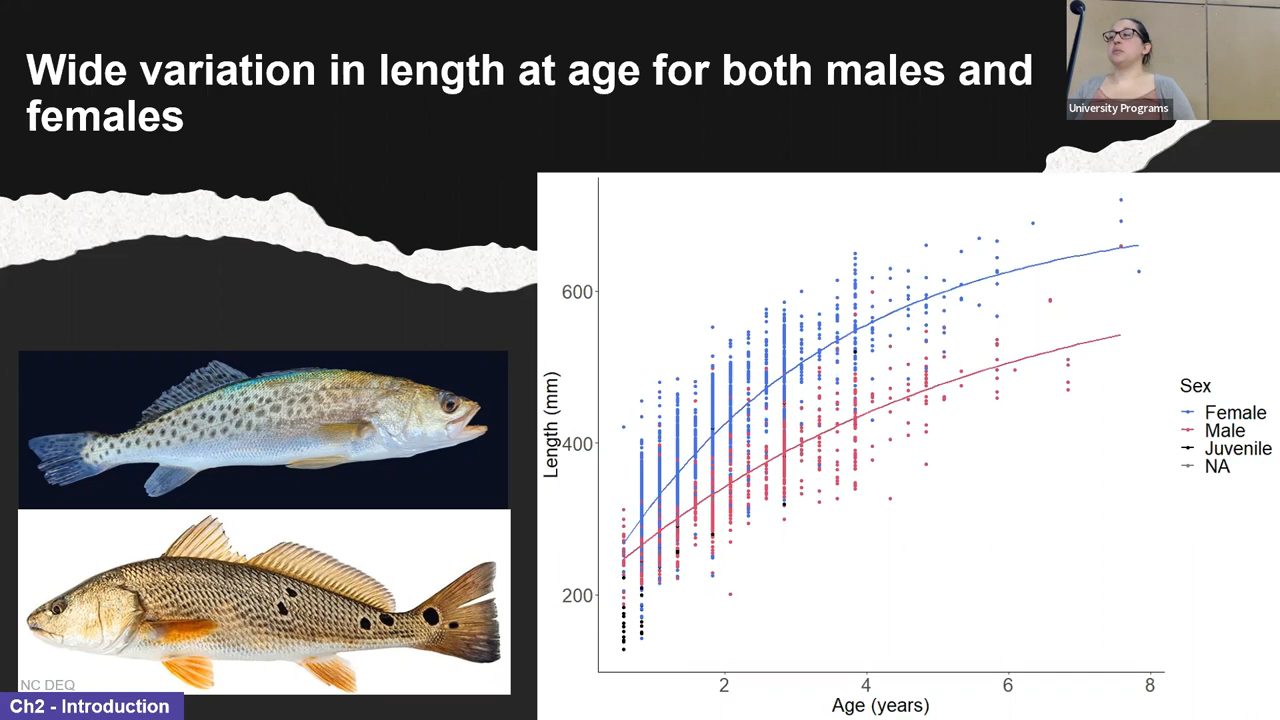 Wide variation in length at age for both males and
females
University Programs
600
400
200
Length (mm)
2
4
6
8
Age (years)
Sex
Female
Male
Juvenile
NA
NC DEQ
Ch2 - Introduction